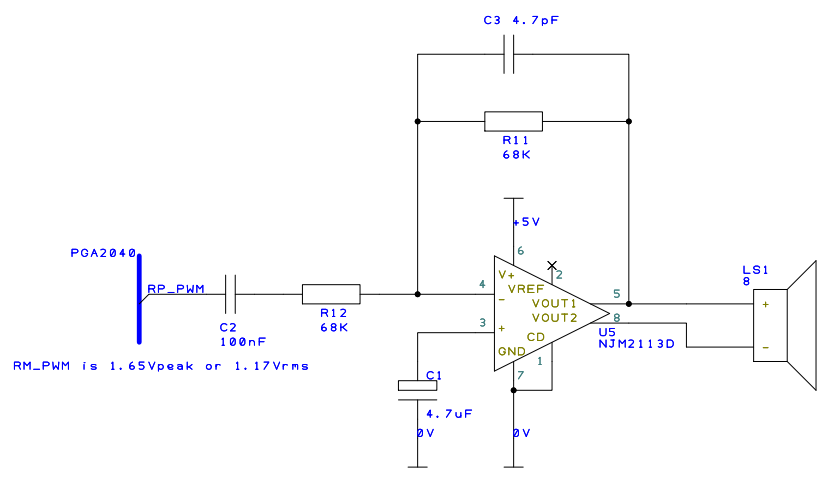 C3 4.7pF
R11
68K
+5V
6
PGA2040
V+
2
4
VREF
LS1
8
RP_PWM
-
VOUT1
5
+
R12
68K
3
+
VOUT2
8
C2
100nF
CD
U5
NJM2113D
-
GND
1
RM_PWM is 1.65Vpeak or 1.17Vrms
C1
7
4.7uF
0V
0V